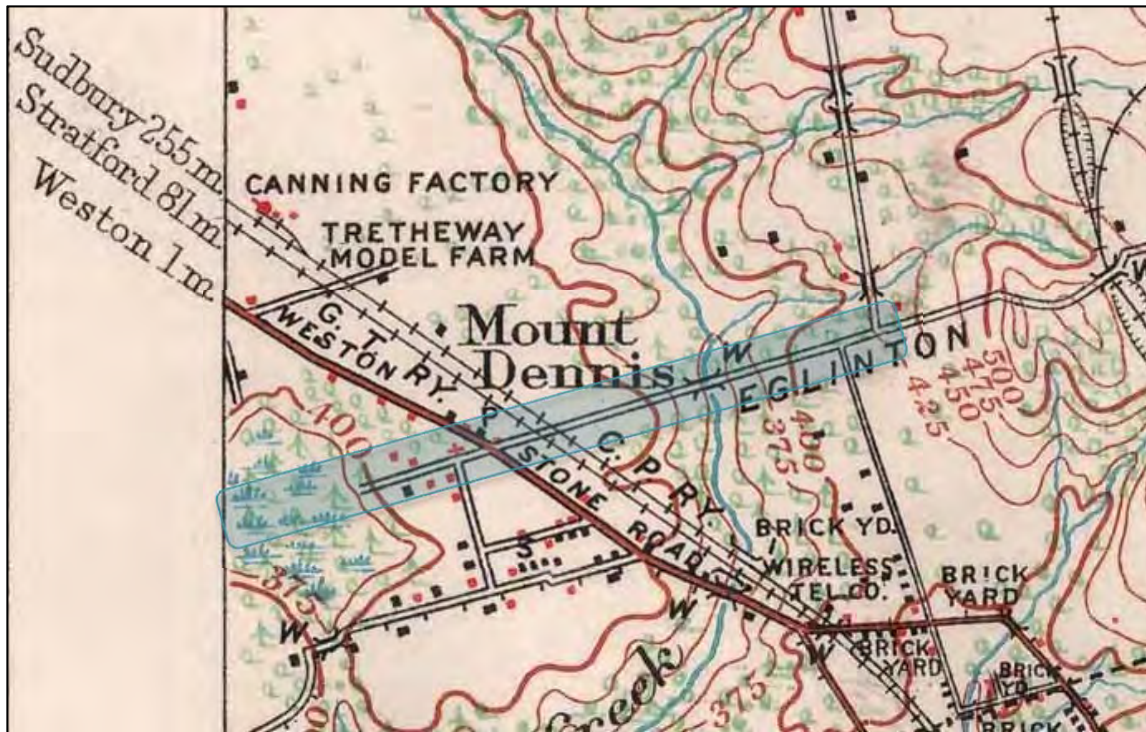 Sudbury 255 m.
Stratford 81 m.
Weston 1 m.
CANNING FACTORY
TRETHEWAY
MODEL FARM
G. T. RY.
WESTON
Mount
Dennis
W
EGLINTON
500
475
450
425
400
400
375
C. P. RY.
STONE ROAD
S
BRICK YD.
WIRELESS
TEL. CO.
BRICK
YARD
375
W
W
W
W
BRICK
YARD
BRICK
YD.
BRICK
Creek
375